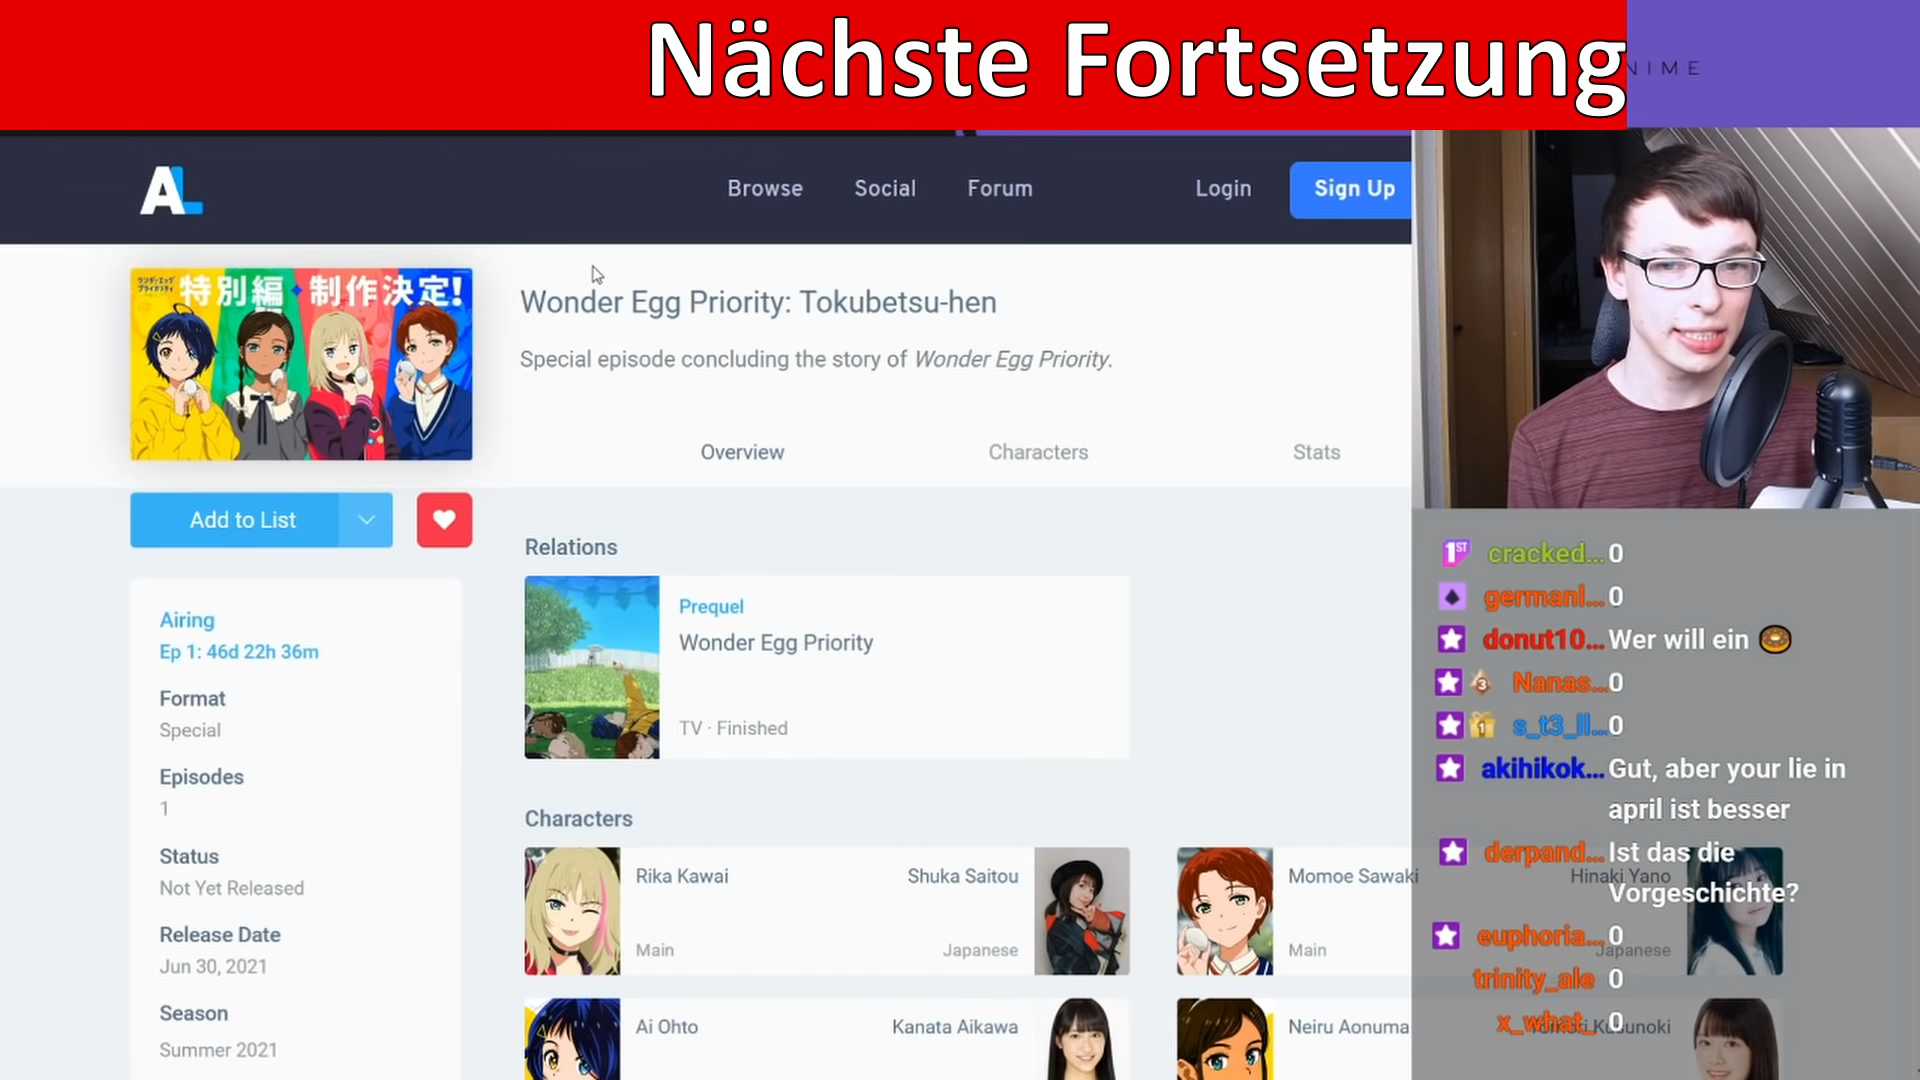 Nächste Fortsetzung
NIME
AL
Browse
Social
Forum
Login
Sign Up
特別編・制作決定!
Wonder Egg Priority: Tokubetsu-hen
Special episode concluding the story of Wonder Egg Priority.
Overview
Characters
Stats
Add to List
Airing
Ep 1: 46d 22h 36m
Format
Special
Episodes
1
Status
Not Yet Released
Release Date
Jun 30, 2021
Season
Summer 2021
Relations
Prequel
Wonder Egg Priority
TV · Finished
Characters
Rika Kawai
Shuka Saitou
Main
Japanese
Momoe Sawaki
Hinaki Yano
Main
Japanese
Ai Ohto
Kanata Aikawa
Neiru Aonuma
Kusunoki
1ST cracked... 0
germanl... 0
donut10... Wer will ein
3 Nanas... 0
1 s_t3_ll... 0
akihikok... Gut, aber your lie in
april ist besser
derpand... Ist das die
Vorgeschichte?
euphoria... 0
trinity_ale 0
x_what_ 0